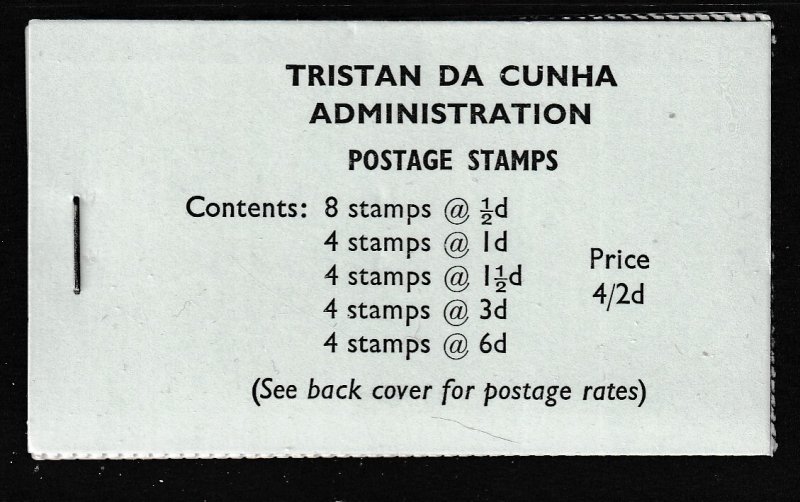 TRISTAN DA CUNHA
ADMINISTRATION
POSTAGE STAMPS
Contents: 8 stamps @ ½d
4 stamps @ 1d
4 stamps @ 1½d
4 stamps @ 3d
4 stamps @ 6d
Price
4/2d
(See back cover for postage rates)